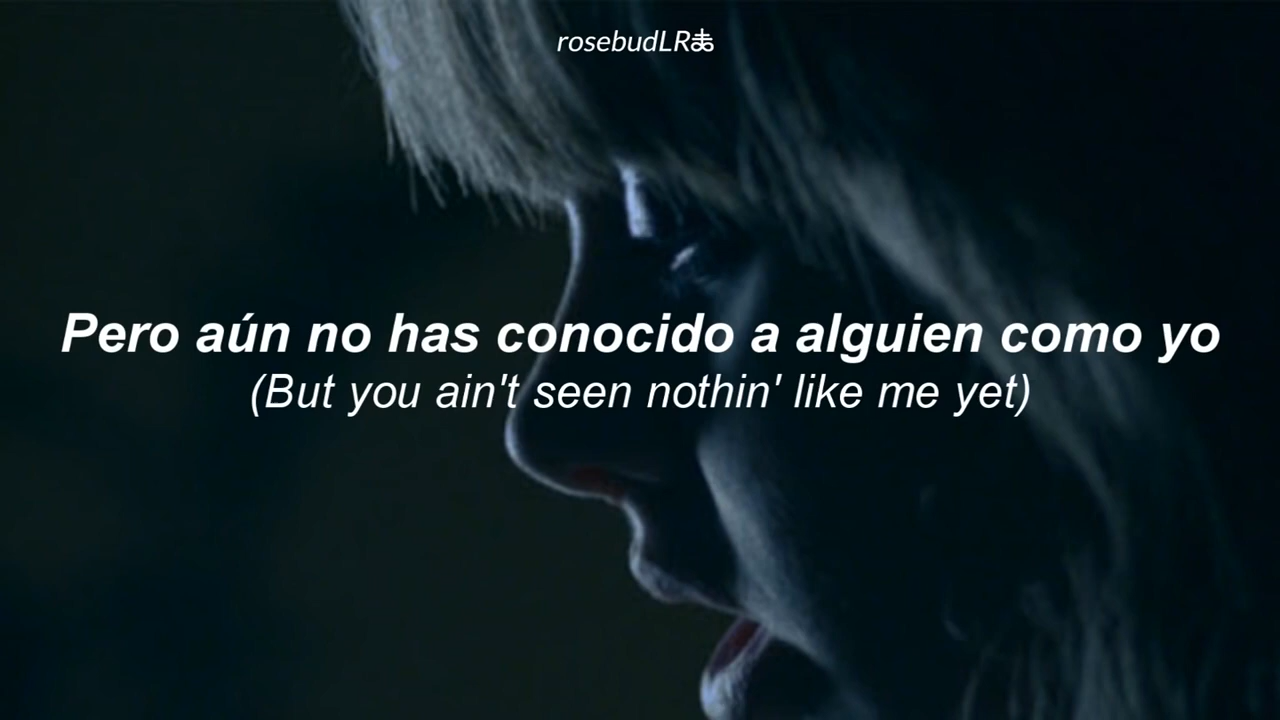 rosebudLR
Pero aún no has conocido a alguien como yo
(But you ain't seen nothin' like me yet)